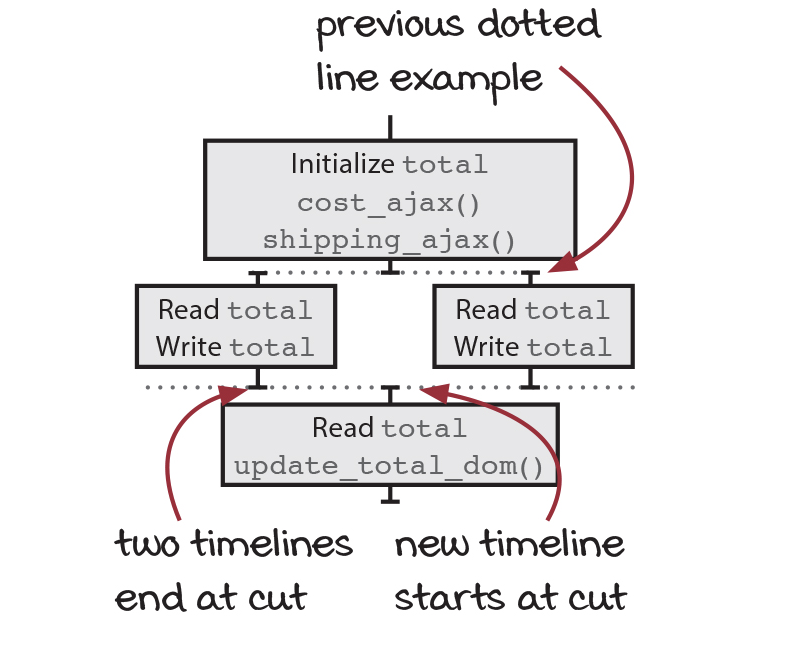 previous dotted
line example
Initialize total
cost_ajax()
shipping_ajax()
Read total
Write total
Read total
Write total
Read total
update_total_dom()
two timelines
end at cut
new timeline
starts at cut